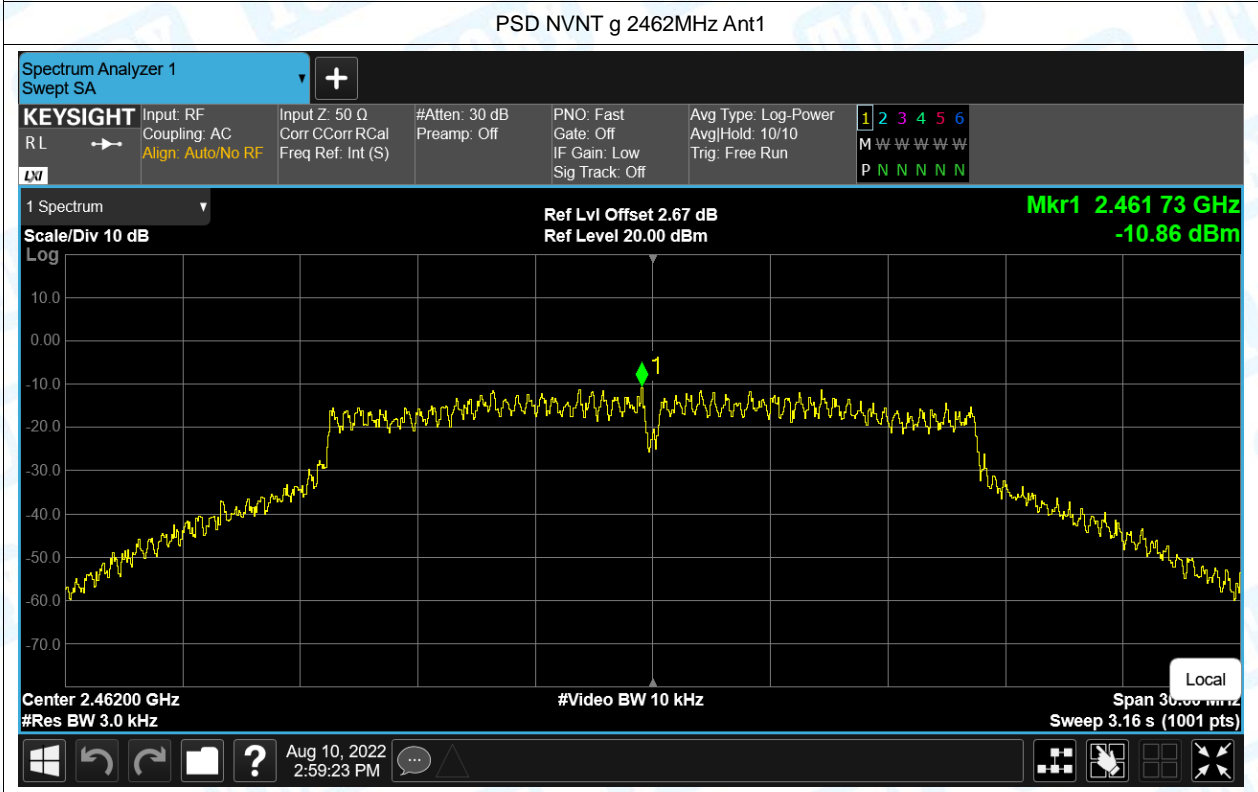 PSD NVNT g 2462MHz Ant1
Spectrum Analyzer 1
Swept SA
KEYSIGHT
R L
LXI
Input: RF
Coupling: AC
Align: Auto/No RF
Input Z: 50 Ω
Corr CCorr RCal
Freq Ref: Int (S)
#Atten: 30 dB
Preamp: Off
PNO: Fast
Gate: Off
IF Gain: Low
Sig Track: Off
Avg Type: Log-Power
Avg|Hold: 10/10
Trig: Free Run
1 2 3 4 5 6
M W W W W W
P N N N N N
1 Spectrum
Scale/Div 10 dB
Ref Lvl Offset 2.67 dB
Ref Level 20.00 dBm
Mkr1 2.461 73 GHz
-10.86 dBm
Log
10.0
0.00
-10.0
-20.0
-30.0
-40.0
-50.0
-60.0
-70.0
1
Center 2.46200 GHz
#Res BW 3.0 kHz
#Video BW 10 kHz
Local
Span 30.00 MHz
Sweep 3.16 s (1001 pts)
?
Aug 10, 2022
2:59:23 PM